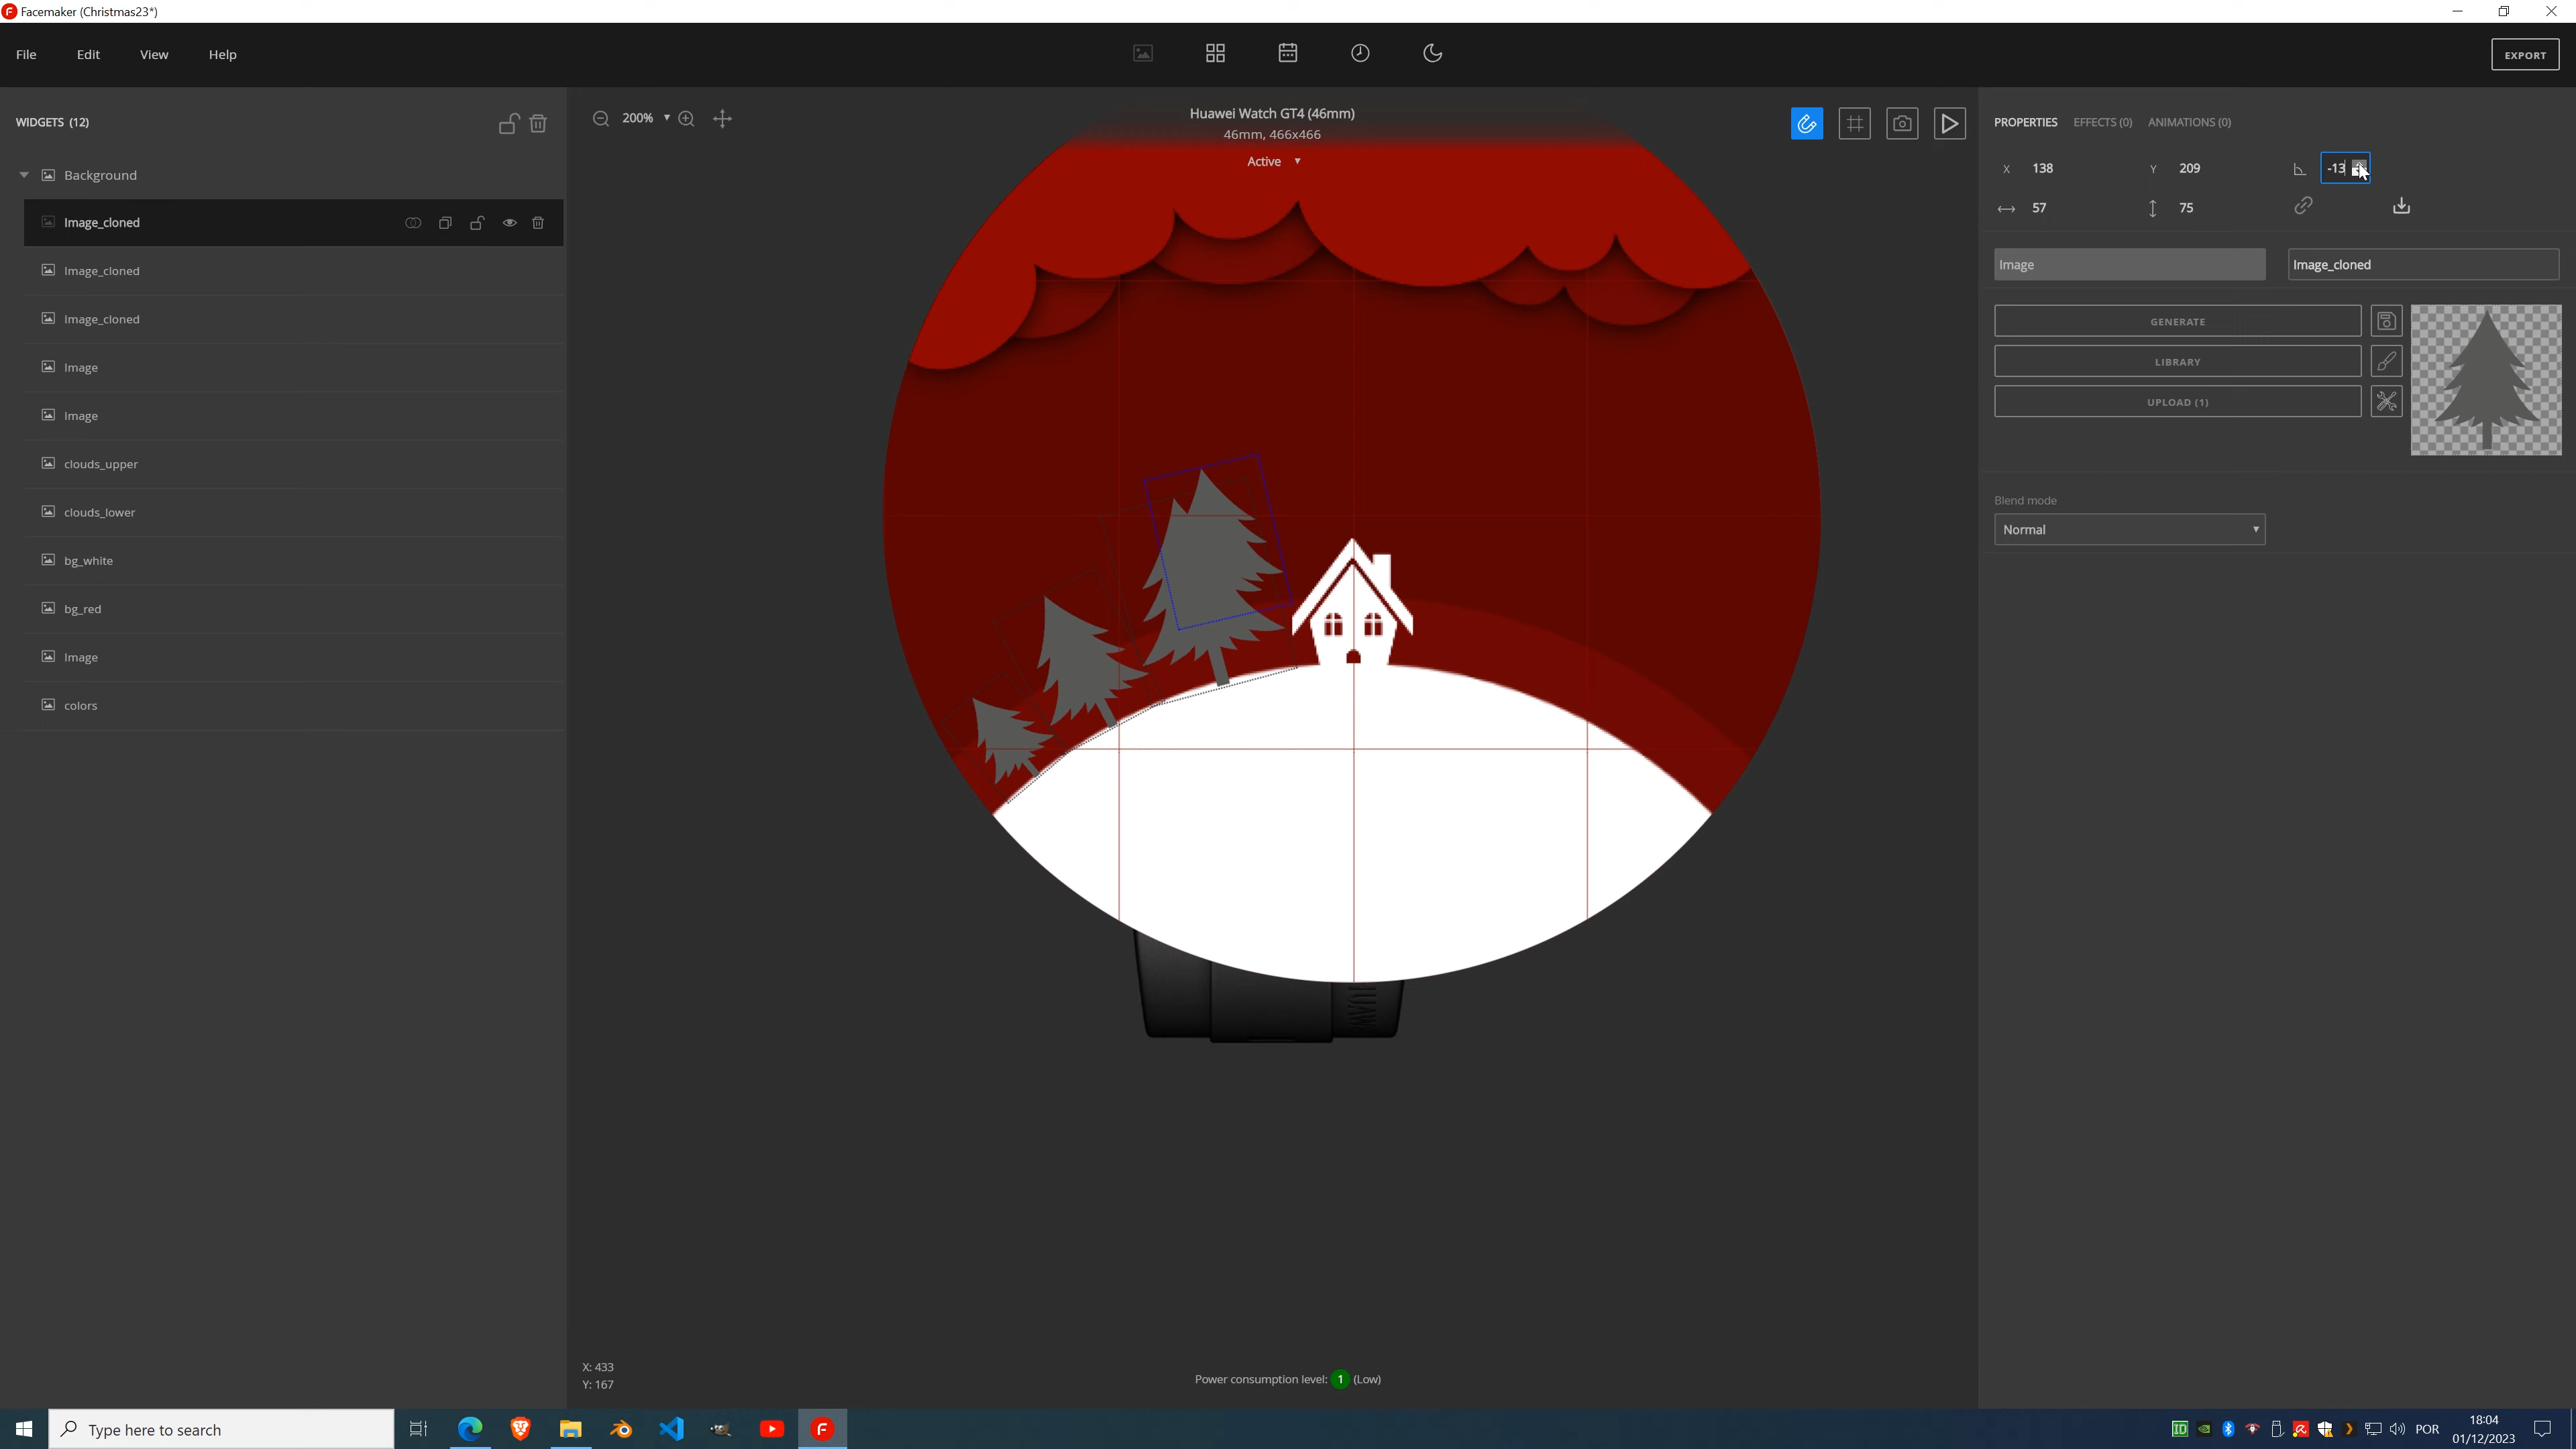 Facemaker (Christmas23*)
File Edit View Help
EXPORT
WIDGETS (12)
Background
Image_cloned
Image_cloned
Image_cloned
Image
Image
clouds_upper
clouds_lower
bg_white
bg_red
Image
colors
200%
Huawei Watch GT4 (46mm)
46mm, 466x466
Active
X: 433
Y: 167
Power consumption level: 1 (Low)
PROPERTIES EFFECTS (0) ANIMATIONS (0)
X 138 Y 209 -13
57 75
Image Image_cloned
GENERATE
LIBRARY
UPLOAD (1)
Blend mode
Normal
Type here to search
POR
18:04
01/12/2023